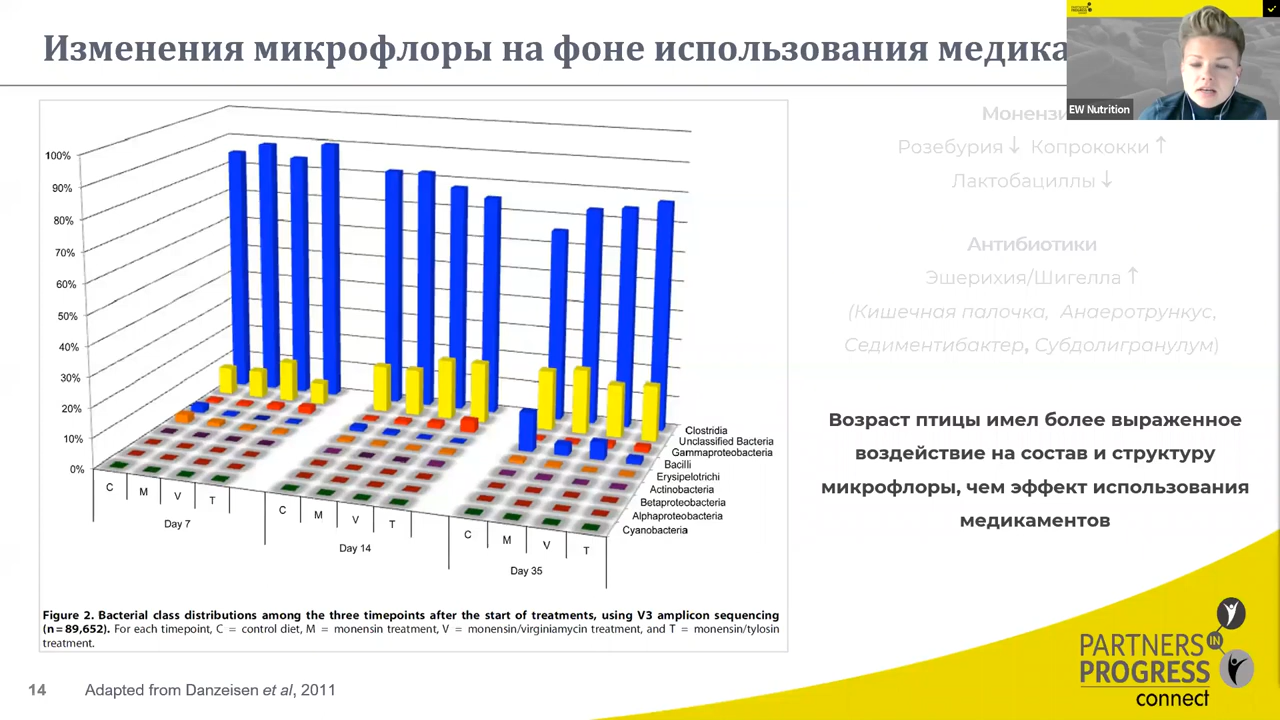 Изменения микрофлоры на фоне использования
EW Nutrition
100%
90%
80%
70%
60%
50%
40%
30%
20%
10%
0%
C M V T
Day 7
C M V T
Day 14
C M V T
Day 35
Clostridia
Unclassified Bacteria
Gammaproteobacteria
Bacilli
Erysipelotrichi
Actinobacteria
Betaproteobacteria
Alphaproteobacteria
Cyanobacteria
Figure 2. Bacterial class distributions among the three timepoints after the start of treatments, using V3 amplicon sequencing
(n = 89,652). For each timepoint, C = control diet, M = monensin treatment, V = monensin/virginiamycin treatment, and T = monensin/tylosin
treatment.
Розебурия ↓ Копрококки ↑
Лактобациллы ↓
Антибиотики
Эшерихия/Шигелла ↑
(Кишечная палочка, Анаеротрункус,
Седиментибактер, Субдолигранулум)
Возраст птицы имел более выраженное
воздействие на состав и структуру
микрофлоры, чем эффект использования
медикаментов
14 Adapted from Danzeisen et al, 2011
PARTNERS IN
PROGRESS
connect